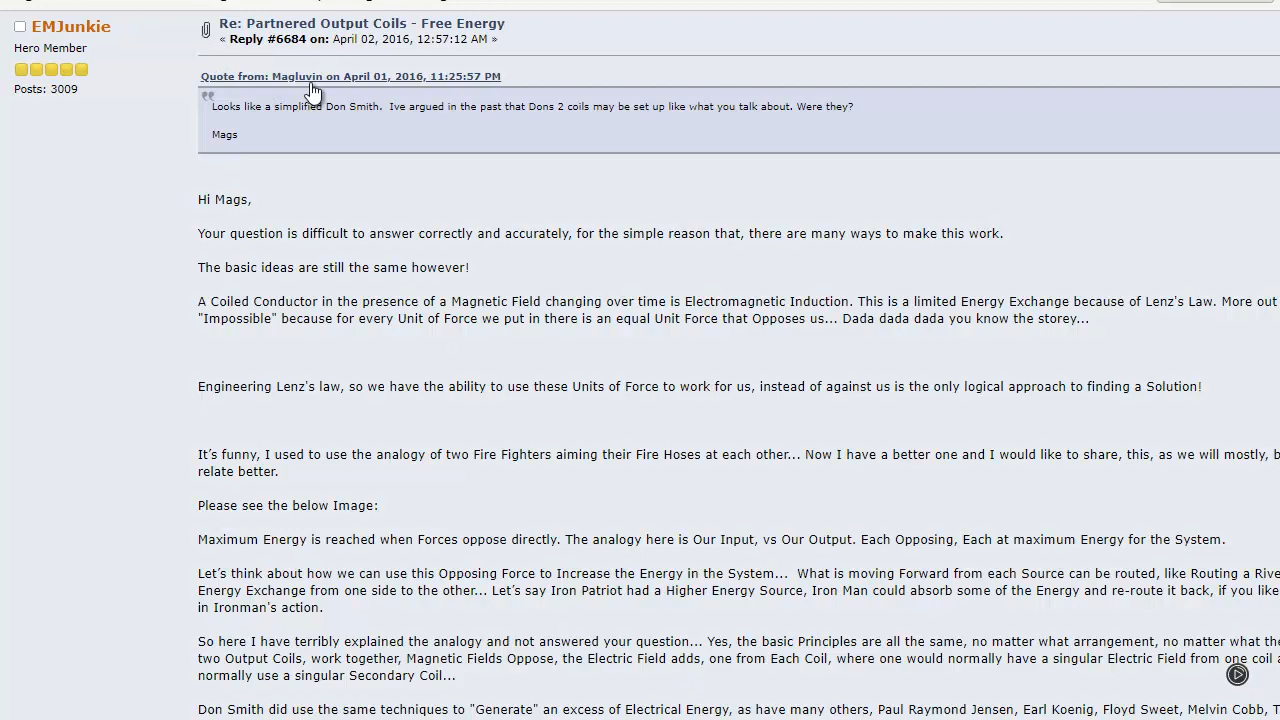 EMJunkie
Hero Member
Posts: 3009
Re: Partnered Output Coils - Free Energy
« Reply #6684 on: April 02, 2016, 12:57:12 AM »
Quote from: Magluvin on April 01, 2016, 11:25:57 PM
Looks like a simplified Don Smith.  Ive argued in the past that Dons 2 coils may be set up like what you talk about. Were they?
Mags
Hi Mags,
Your question is difficult to answer correctly and accurately, for the simple reason that, there are many ways to make this work.
The basic ideas are still the same however!
A Coiled Conductor in the presence of a Magnetic Field changing over time is Electromagnetic Induction. This is a limited Energy Exchange because of Lenz's Law. More out
"Impossible" because for every Unit of Force we put in there is an equal Unit Force that Opposes us... Dada dada dada you know the storey...
Engineering Lenz's law, so we have the ability to use these Units of Force to work for us, instead of against us is the only logical approach to finding a Solution!
It´s funny, I used to use the analogy of two Fire Fighters aiming their Fire Hoses at each other... Now I have a better one and I would like to share, this, as we will mostly, b
relate better.
Please see the below Image:
Maximum Energy is reached when Forces oppose directly. The analogy here is Our Input, vs Our Output. Each Opposing, Each at maximum Energy for the System.
Let´s think about how we can use this Opposing Force to Increase the Energy in the System...  What is moving Forward from each Source can be routed, like Routing a Rive
Energy Exchange from one side to the other... Let´s say Iron Patriot had a Higher Energy Source, Iron Man could absorb some of the Energy and re-route it back, if you like
in Ironman's action.
So here I have terribly explained the analogy and not answered your question... Yes, the basic Principles are all the same, no matter what arrangement, no matter what the
two Output Coils, work together, Magnetic Fields Oppose, the Electric Field adds, one from Each Coil, where one would normally have a singular Electric Field from one coil a
normally use a singular Secondary Coil...
Don Smith did use the same techniques to "Generate" an excess of Electrical Energy, as have many others, Paul Raymond Jensen, Earl Koenig, Floyd Sweet, Melvin Cobb, T